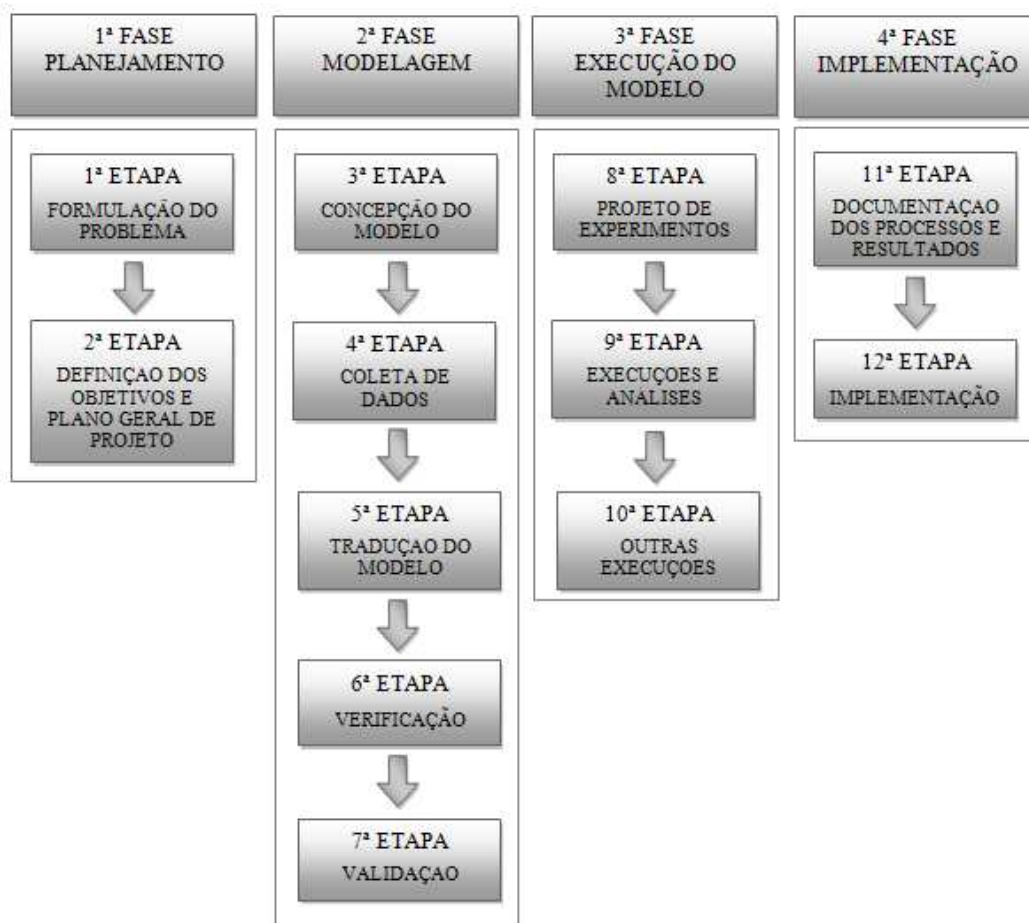 1ª FASE
PLANEJAMENTO
2ª FASE
MODELAGEM
3ª FASE
EXECUÇÃO DO
MODELO
4ª FASE
IMPLEMENTAÇÃO
1ª ETAPA
FORMULAÇÃO DO
PROBLEMA
2ª ETAPA
DEFINIÇAO DOS
OBJETIVOS E
PLANO GERAL DE
PROJETO
3ª ETAPA
CONCEPÇÃO DO
MODELO
4ª ETAPA
COLETA DE
DADOS
5ª ETAPA
TRADUÇAO DO
MODELO
6ª ETAPA
VERIFICAÇÃO
7ª ETAPA
VALIDAÇAO
8ª ETAPA
PROJETO DE
EXPERIMENTOS
9ª ETAPA
EXECUÇOES E
ANALISES
10ª ETAPA
OUTRAS
EXECUÇOES
11ª ETAPA
DOCUMENTAÇAO
DOS PROCESSOS E
RESULTADOS
12ª ETAPA
IMPLEMENTAÇÃO